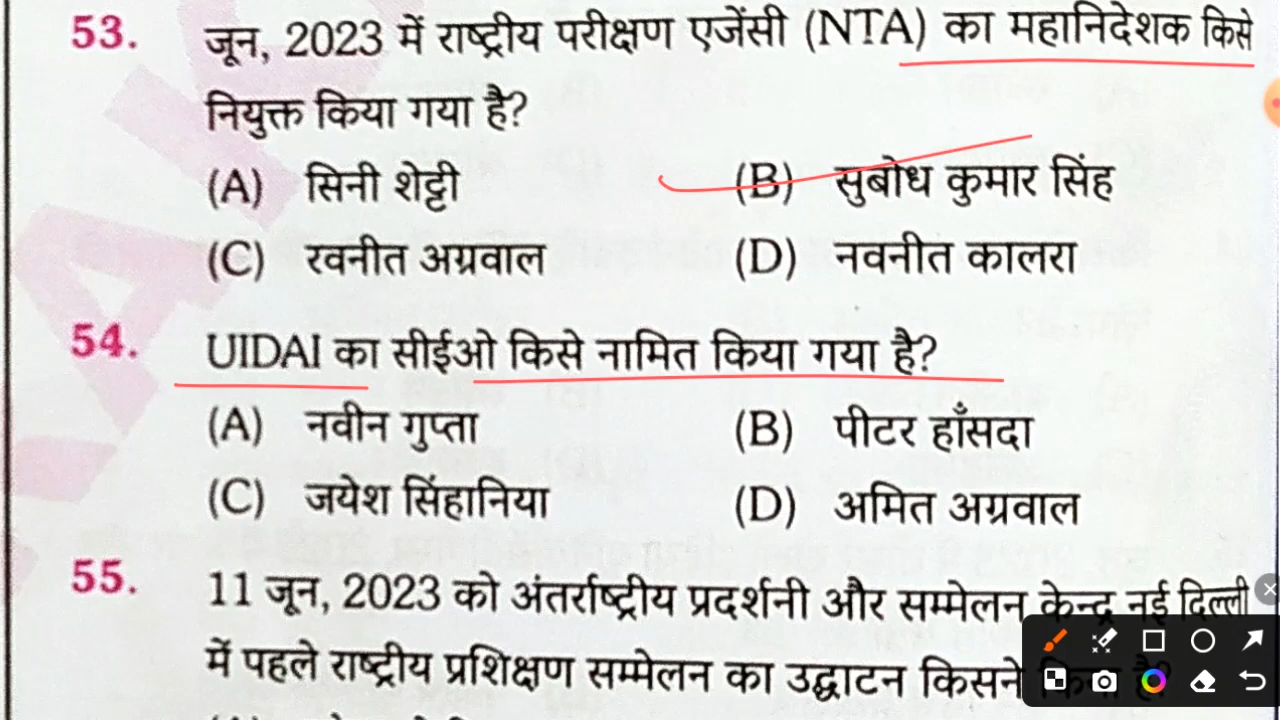 53. जून, 2023 में राष्ट्रीय परीक्षण एजेंसी (NTA) का महानिदेशक किसे
नियुक्त किया गया है?
(A) सिनी शेट्टी (B) सुबोध कुमार सिंह
(C) रवनीत अग्रवाल (D) नवनीत कालरा
54. UIDAI का सीईओ किसे नामित किया गया है?
(A) नवीन गुप्ता (B) पीटर हाँसदा
(C) जयेश सिंहानिया (D) अमित अग्रवाल
55. 11 जून, 2023 को अंतर्राष्ट्रीय प्रदर्शनी और सम्मेलन केन्द्र नई दिल्ली
में पहले राष्ट्रीय प्रशिक्षण सम्मेलन का उद्घाटन किसने किया है?